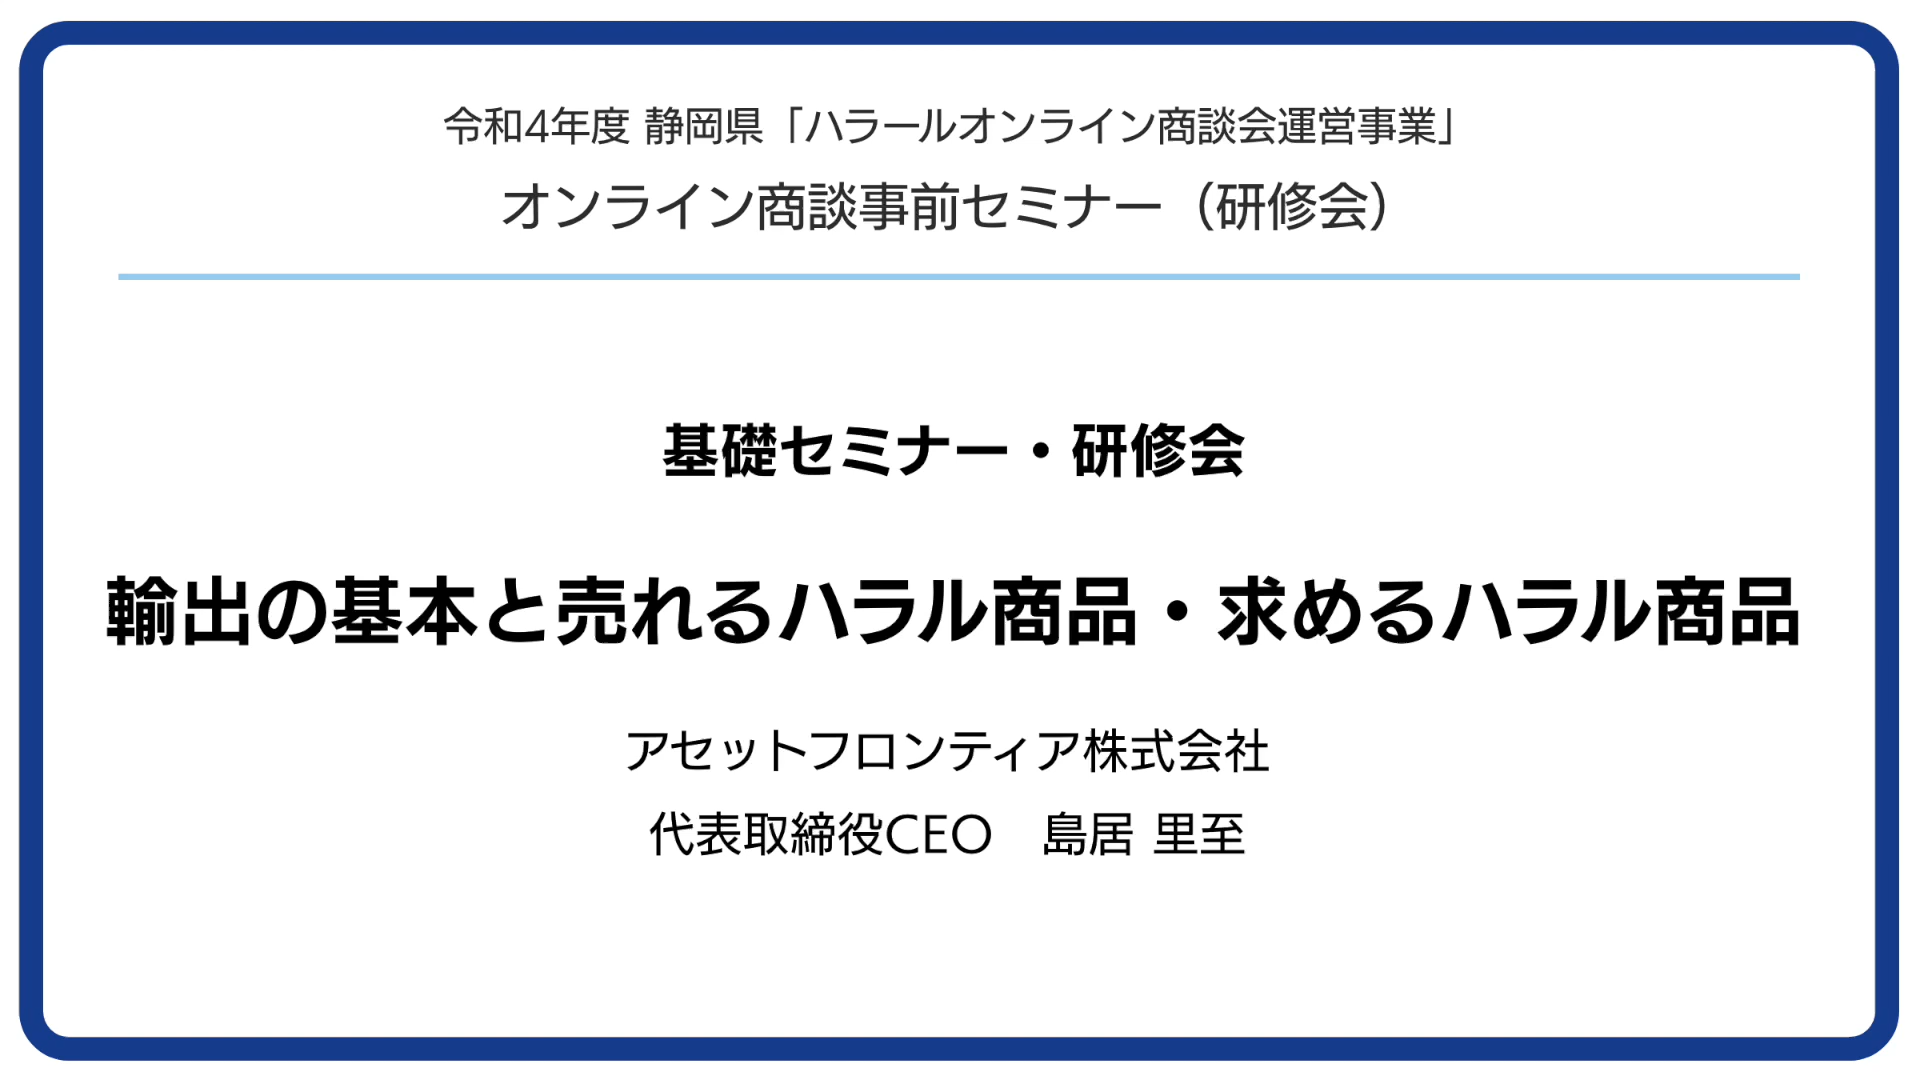 令和4年度 静岡県「ハラールオンライン商談会運営事業」
オンライン商談事前セミナー（研修会）
基礎セミナー・研修会
輸出の基本と売れるハラル商品・求めるハラル商品
アセットフロンティア株式会社
代表取締役CEO　島居 里至